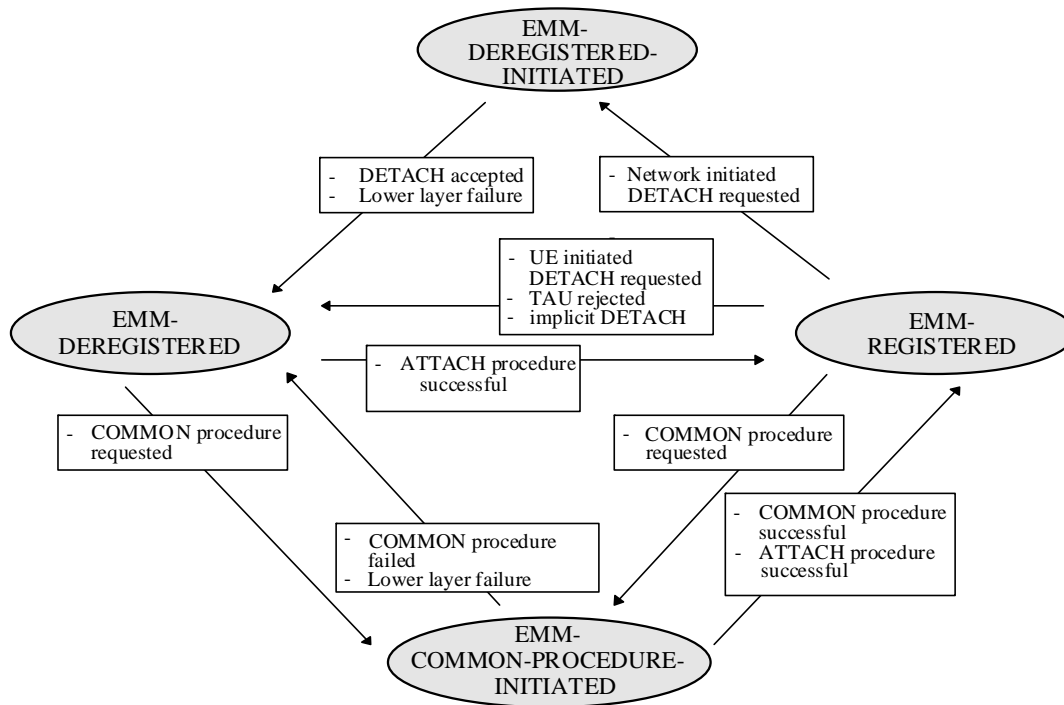 EMM-
DEREGISTERED-
INITIATED
- DETACH accepted
- Lower layer failure
- Network initiated
DETACH requested
- UE initiated
DETACH requested
- TAU rejected
- implicit DETACH
EMM-
DEREGISTERED
EMM-
REGISTERED
- ATTACH procedure
successful
- COMMON procedure
requested
- COMMON procedure
requested
- COMMON procedure
failed
- Lower layer failure
- COMMON procedure
successful
- ATTACH procedure
successful
EMM-
COMMON-PROCEDURE-
INITIATED